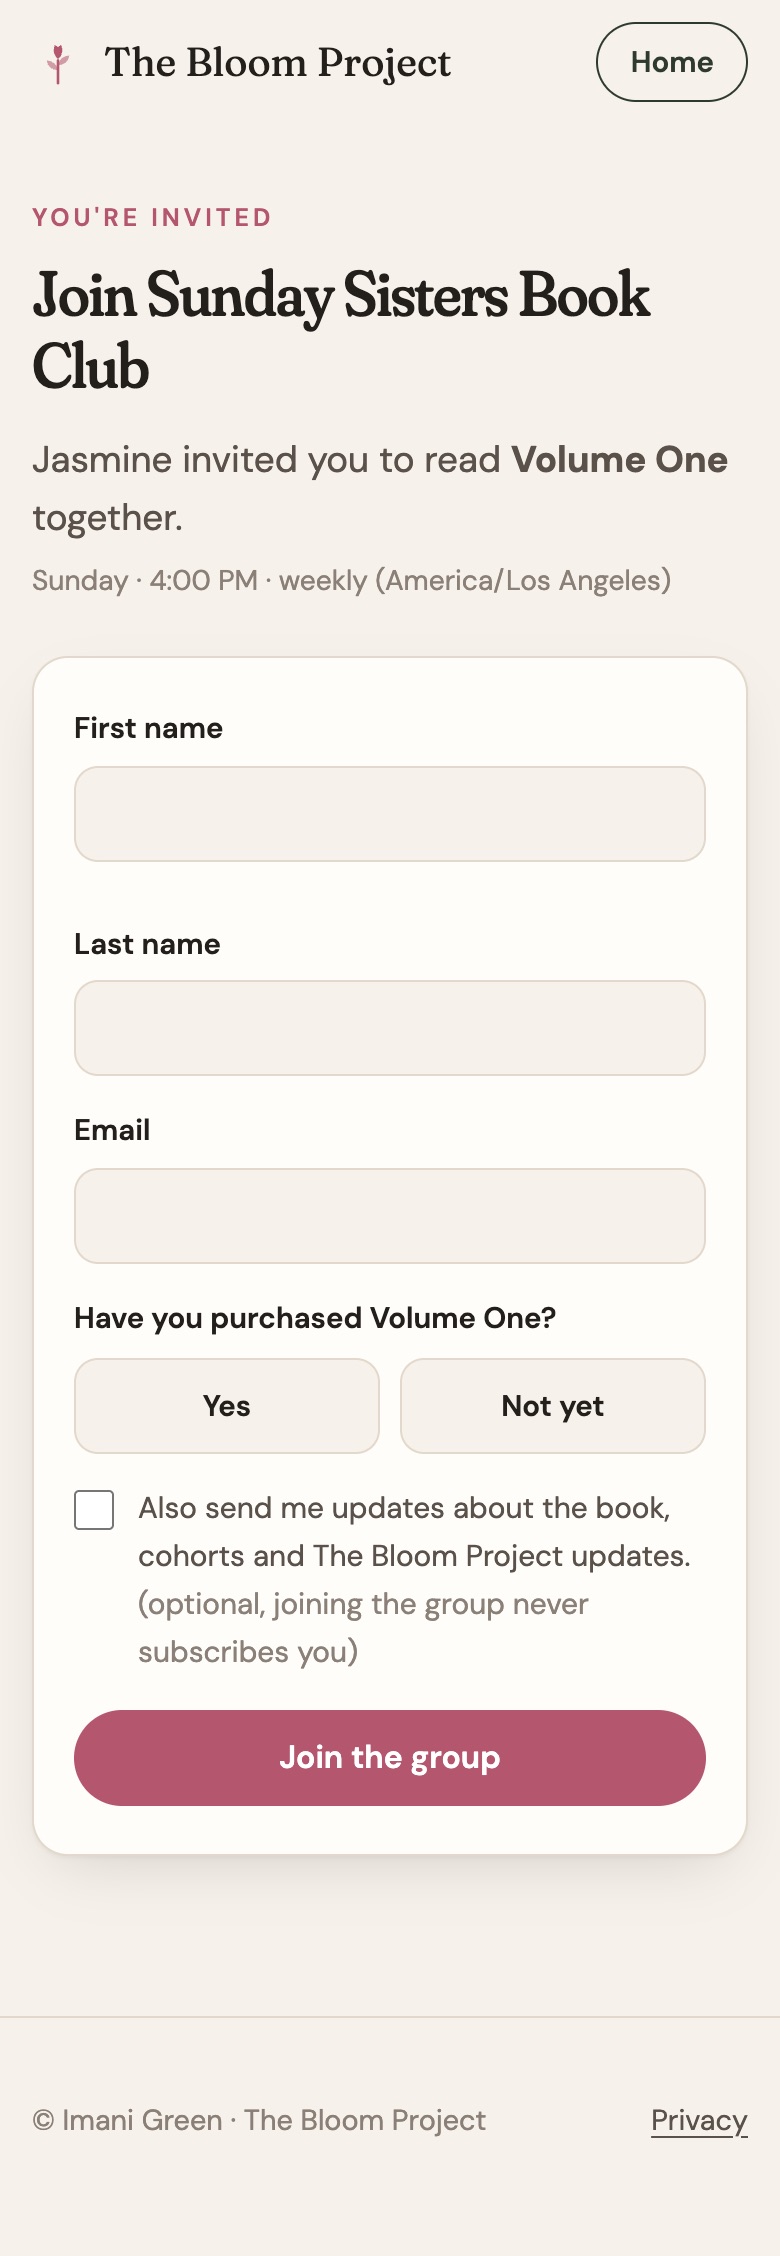 The Bloom Project
Home
YOU'RE INVITED
Join Sunday Sisters Book
Club
Jasmine invited you to read Volume One
together.
Sunday · 4:00 PM · weekly (America/Los Angeles)
First name
Last name
Email
Have you purchased Volume One?
Yes
Not yet
Also send me updates about the book,
cohorts and The Bloom Project updates.
(optional, joining the group never
subscribes you)
Join the group
© Imani Green · The Bloom Project
Privacy